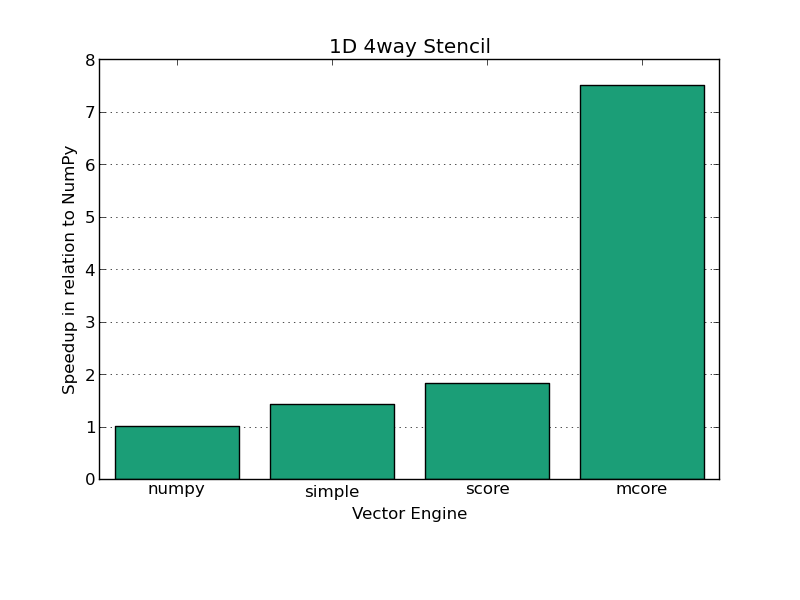 1D 4way Stencil
8
7
6
5
4
3
2
1
0
Speedup in relation to NumPy
numpy simple score mcore
Vector Engine